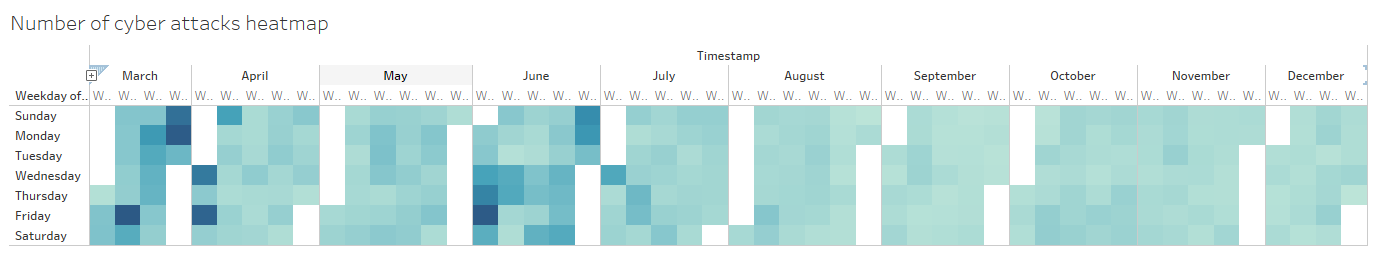 Number of cyber attacks heatmap
Timestamp
March April May June July August September October November December
Weekday of.. W.. W.. W.. W.. W.. W.. W.. W.. W.. W.. W.. W.. W.. W.. W.. W.. W.. W.. W.. W.. W.. W.. W.. W.. W.. W.. W.. W.. W.. W.. W.. W.. W.. W.. W.. W.. W.. W.. W.. W.. W.. W.. W.. W.. W.. W.. W.. W.. W.. W..
Sunday
Monday
Tuesday
Wednesday
Thursday
Friday
Saturday